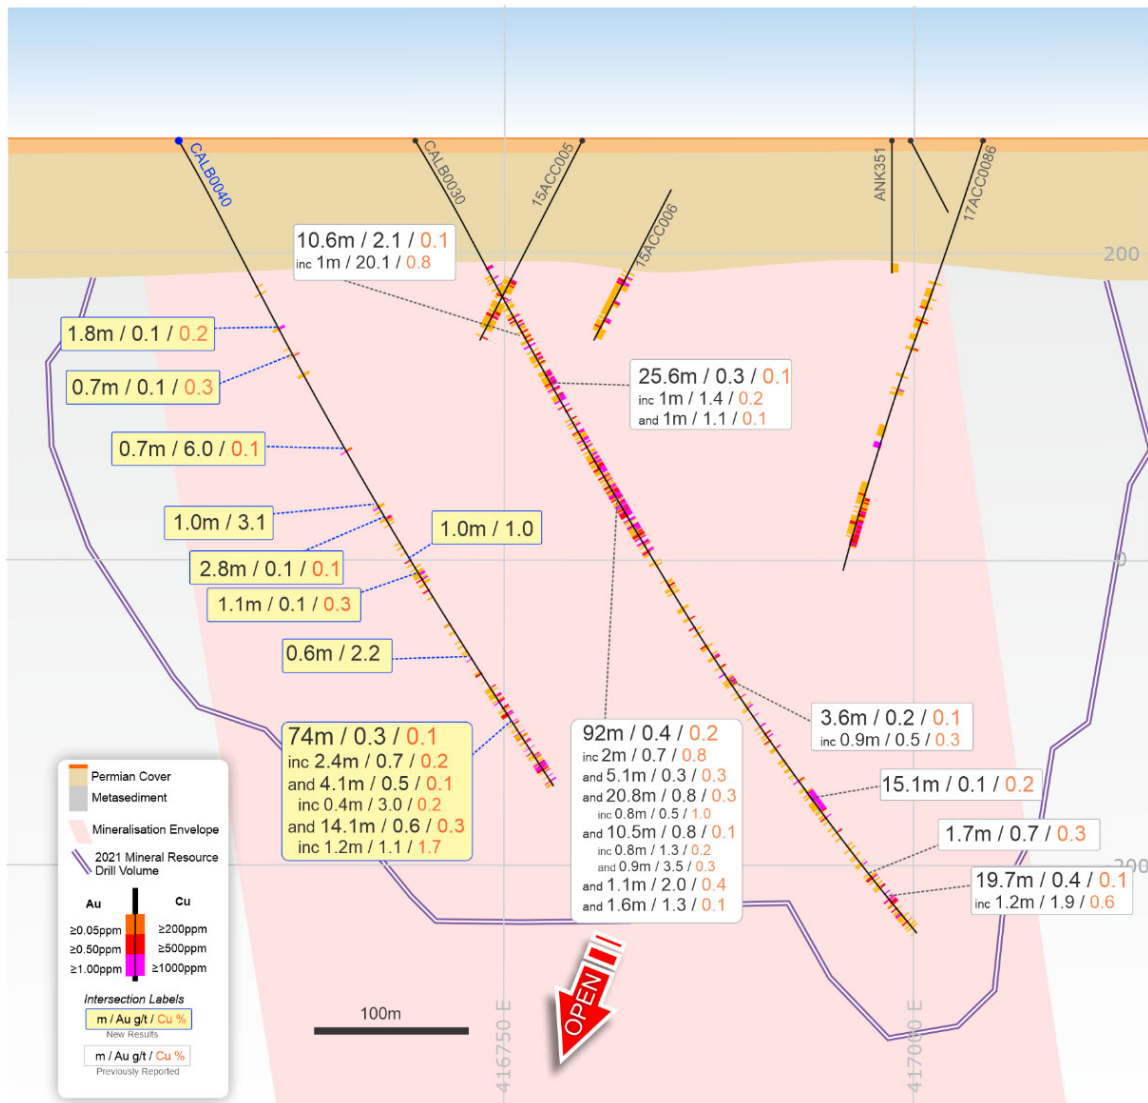 CALB0040
CALB0030
15ACC005
15ACC006
ANK351
17ACC0086
200
10.6m / 2.1 / 0.1
inc 1m / 20.1 / 0.8
1.8m / 0.1 / 0.2
0.7m / 0.1 / 0.3
25.6m / 0.3 / 0.1
inc 1m / 1.4 / 0.2
and 1m / 1.1 / 0.1
0.7m / 6.0 / 0.1
1.0m / 3.1
1.0m / 1.0
2.8m / 0.1 / 0.1
0
1.1m / 0.1 / 0.3
0.6m / 2.2
74m / 0.3 / 0.1
inc 2.4m / 0.7 / 0.2
and 4.1m / 0.5 / 0.1
inc 0.4m / 3.0 / 0.2
and 14.1m / 0.6 / 0.3
inc 1.2m / 1.1 / 1.7
92m / 0.4 / 0.2
inc 2m / 0.7 / 0.8
and 5.1m / 0.3 / 0.3
and 20.8m / 0.8 / 0.3
inc 0.8m / 0.5 / 1.0
and 10.5m / 0.8 / 0.1
inc 0.8m / 1.3 / 0.2
and 0.9m / 3.5 / 0.3
and 1.1m / 2.0 / 0.4
and 1.6m / 1.3 / 0.1
3.6m / 0.2 / 0.1
inc 0.9m / 0.5 / 0.3
15.1m / 0.1 / 0.2
1.7m / 0.7 / 0.3
200
19.7m / 0.4 / 0.1
inc 1.2m / 1.9 / 0.6
Permian Cover
Metasediment
Mineralisation Envelope
2021 Mineral Resource
Drill Volume
Au Cu
≥0.05ppm ≥200ppm
≥0.50ppm ≥500ppm
≥1.00ppm ≥1000ppm
Intersection Labels
m / Au g/t / Cu %
New Results
m / Au g/t / Cu %
Previously Reported
100m
OPEN
416750 E
417000 E